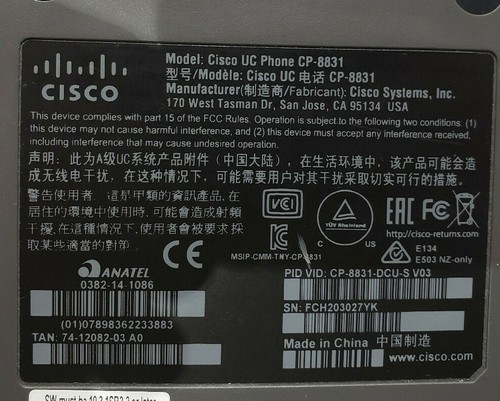 CISCO
Model: Cisco UC Phone CP-8831
型号/Modèle: Cisco UC 电话 CP-8831
Manufacturer(制造商/Fabricant): Cisco Systems, Inc.
170 West Tasman Dr, San Jose, CA 95134 USA
This device complies with part 15 of the FCC Rules. Operation is subject to the following two conditions: (1)
this device may not cause harmful interference, and (2) this device must accept any interference received,
including interference that may cause undesired operation.
声明：此为A级UC系统产品附件（中国大陆），在生活环境中，该产品可能会造
成无线电干扰，在这种情况下，可能需要用户对其干扰采取切实可行的措施。
警告使用者：這是甲類的資訊產品,在
居住的環境中使用時,可能會造成射頻
干擾,在這種情況下,使用者會被要求採
取某些適當的對節
VCI
TÜV Rheinland
C US
EAC FC
http://cisco-returns.com
E134
E503 NZ-only
CE
MSIP-CMM-TNY-CP-8831
ANATEL
0382-14-1086
(01)07898362233883
TAN: 74-12082-03 A0
PID VID: CP-8831-DCU-S V03
SN: FCH203027YK
Made in China 中国制造
www.cisco.com
SW must be 10.3.1SR2.2 or later